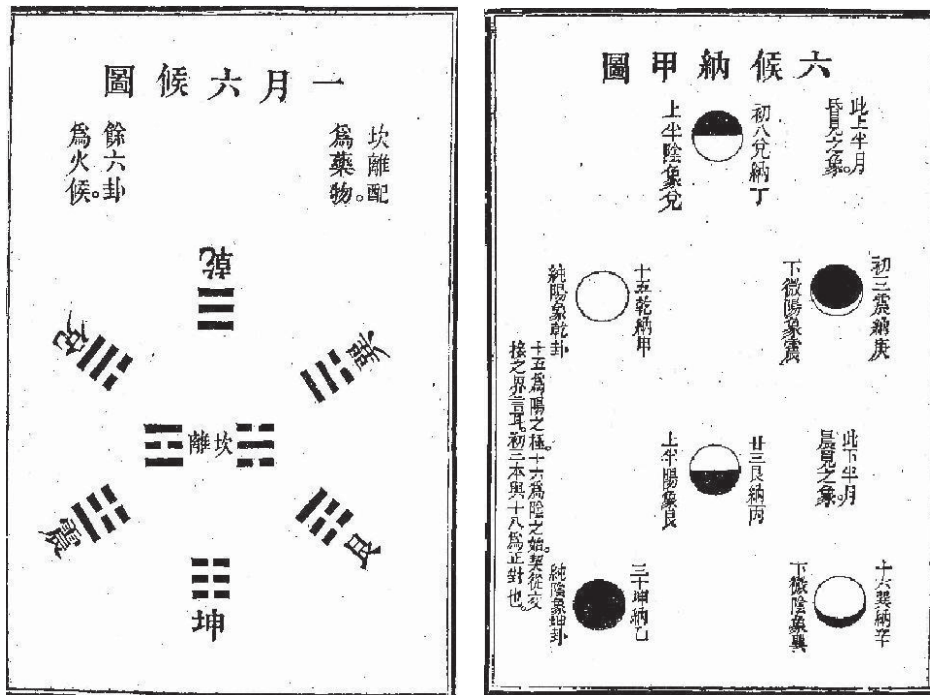 一月六候圖
坎離配
爲藥物。
餘六卦
爲火候。
乾
巽
兌
坎
離
艮
震
坤
六候納甲圖
此上半月
昏見之象。
初八兌納丁
上半陰象兌
初三震納庚
下微陽象震
十五乾納甲
純陽象乾卦
此下半月
晨見之象。
廿三艮納丙
上半陽象艮
十六巽納辛
下微陰象巽
三十坤納乙
純陰象坤卦
十五爲陽之極。十六爲陰之始。契從交
接之界言耳。初三本與十八爲正對也。